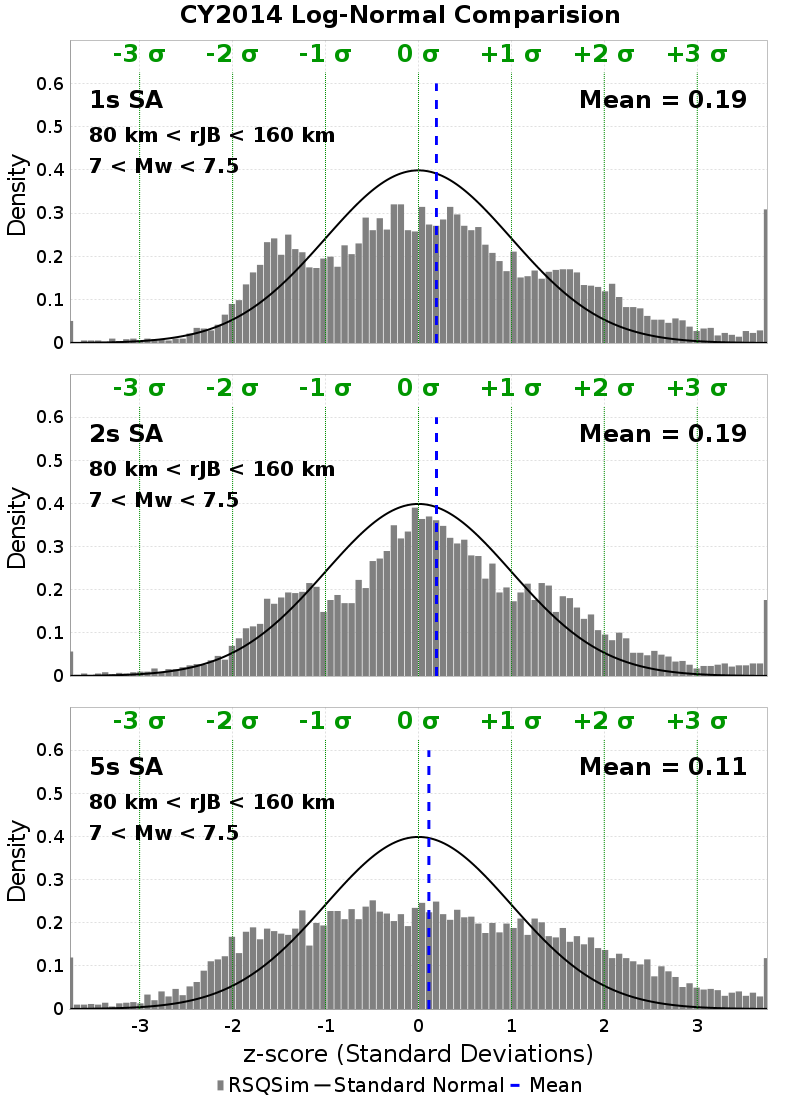 CY2014 Log-Normal Comparision
-3 σ -2 σ -1 σ 0 σ +1 σ +2 σ +3 σ
1s SA Mean = 0.19
80 km < rJB < 160 km
7 < Mw < 7.5
Density
0.6
0.5
0.4
0.3
0.2
0.1
0
-3 σ -2 σ -1 σ 0 σ +1 σ +2 σ +3 σ
2s SA Mean = 0.19
80 km < rJB < 160 km
7 < Mw < 7.5
Density
0.6
0.5
0.4
0.3
0.2
0.1
0
-3 σ -2 σ -1 σ 0 σ +1 σ +2 σ +3 σ
5s SA Mean = 0.11
80 km < rJB < 160 km
7 < Mw < 7.5
Density
0.6
0.5
0.4
0.3
0.2
0.1
0
-3 -2 -1 0 1 2 3
z-score (Standard Deviations)
RSQSim Standard Normal Mean